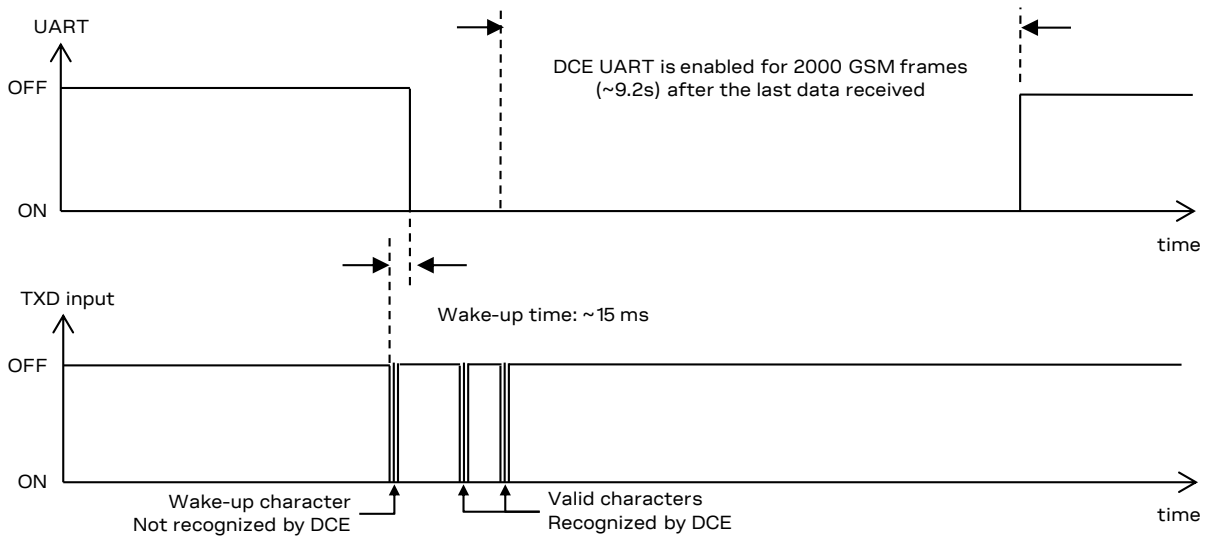 UART
OFF
DCE UART is enabled for 2000 GSM frames
(~9.2s) after the last data received
ON
time
TXD input
Wake-up time: ~15 ms
OFF
ON
Wake-up character
Not recognized by DCE
Valid characters
Recognized by DCE
time